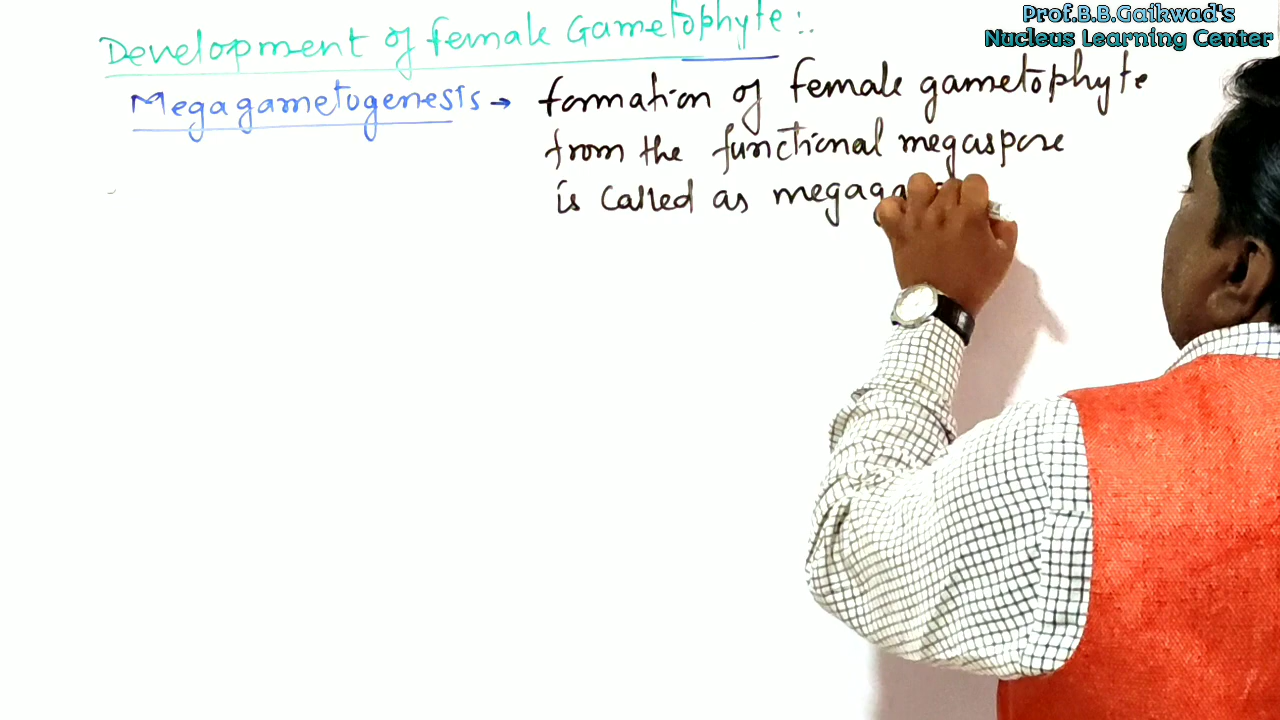 Prof.B.B.Gaikwad's
Nucleus Learning Center
Development of female Gametophyte :.
Megagametogenesis → formation of female gametophyte
from the functional megaspore
is called as megaga